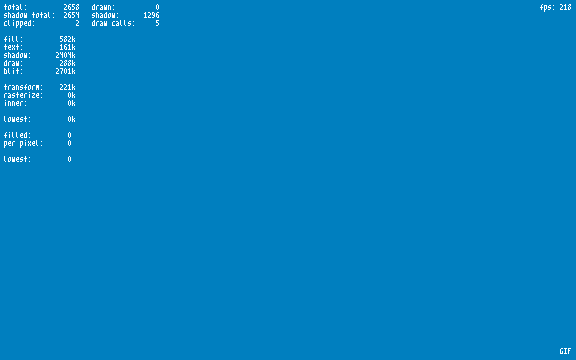 total: 2658 drawn: 0 fps: 218
shadow total: 2654 shadow: 1296
clipped: 2 draw calls: 5
fill: 582k
text: 161k
shadow: 2404k
draw: 288k
blit: 2701k
transform: 221k
rasterize: 0k
inner: 0k
lowest: 0k
filled: 0
per pixel: 0
lowest: 0
GIF